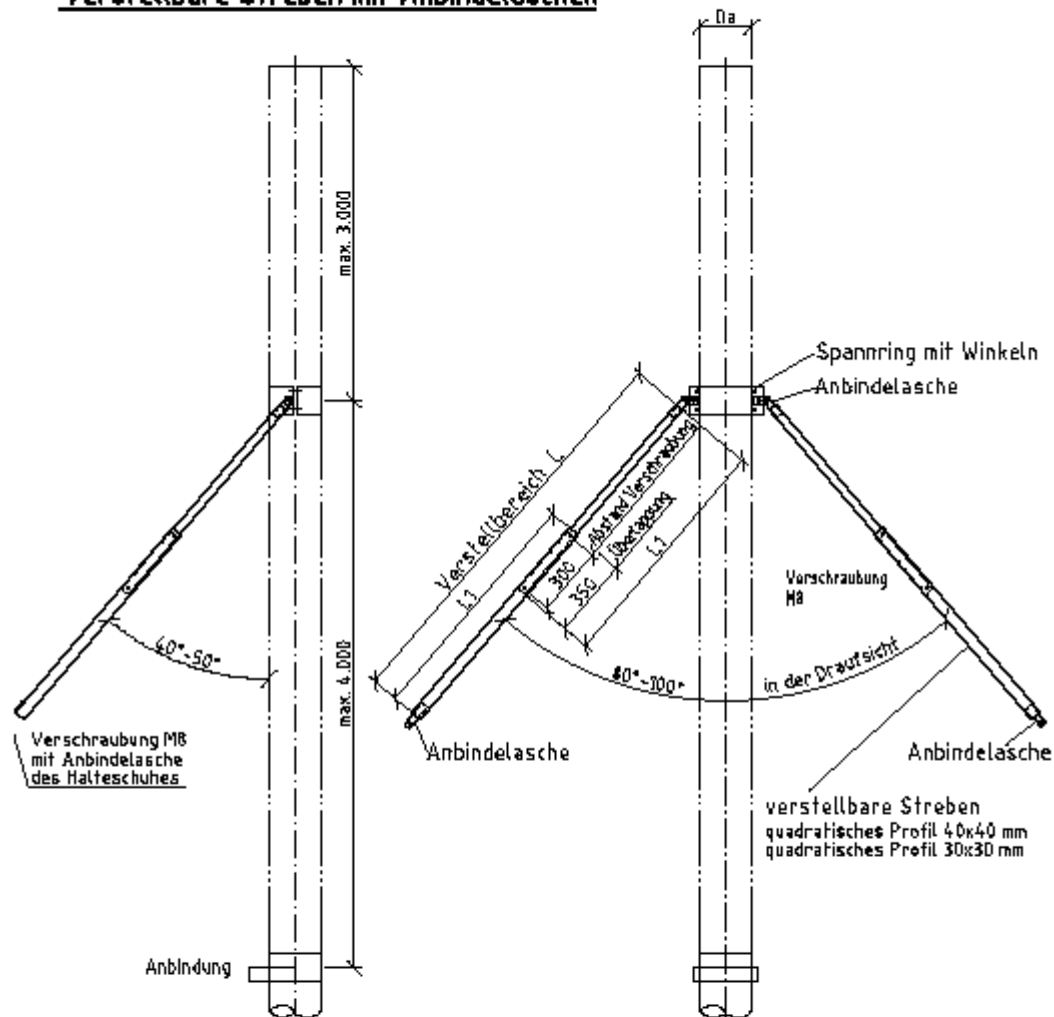 Verstellbare Streben mit Anbindelaschen
Da
max. 3.000
Spannring mit Winkeln
Anbindelasche
Verstellbereich L
Abstand Verschraubung
Überlappung
L1
L1
300
350
Verschraubung
M8
40°-50°
max. 4.000
80°-100°
in der Draufsicht
Verschraubung M8
mit Anbindelasche
des Halteschuhes
Anbindelasche
Anbindelasche
verstellbare Streben
quadratisches Profil 40x40 mm
quadratisches Profil 30x30 mm
Anbindung